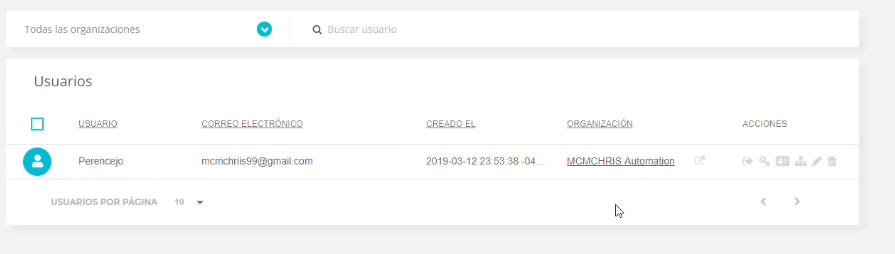 Todas las organizaciones Buscar usuario
Usuarios
USUARIO CORREO ELECTRÓNICO CREADO EL ORGANIZACIÓN ACCIONES
Perencejo mcmchriis99@gmail.com 2019-03-12 23:53:38 -04... MCMCHRIS Automation
USUARIOS POR PÁGINA 10